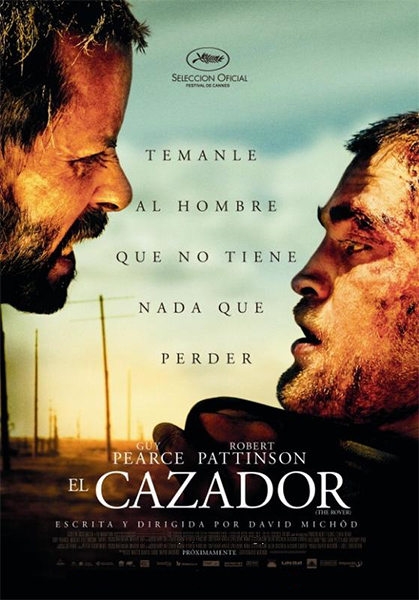 SELECCION OFICIAL
FESTIVAL DE CANNES
TEMANLE
AL HOMBRE
QUE NO TIENE
NADA QUE
PERDER
GUY ROBERT
PEARCE PATTINSON
EL CAZADOR
(THE ROVER)
ESCRITA Y DIRIGIDA POR DAVID MICHÔD
PRÓXIMAMENTE